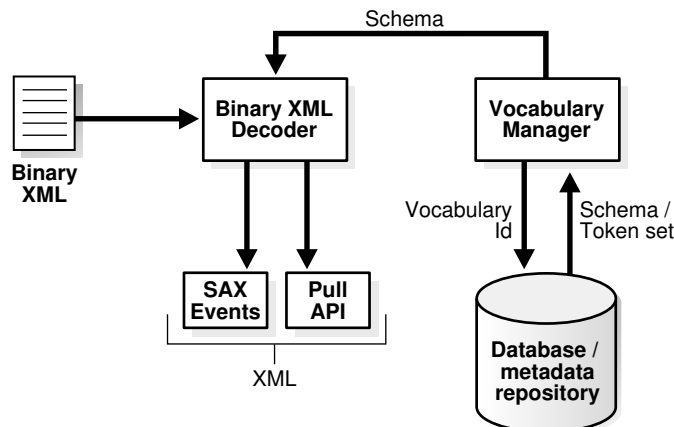 Schema
Binary XML
Decoder
Vocabulary
Manager
Binary
XML
Vocabulary
Id
Schema /
Token set
SAX
Events
Pull
API
XML
Database /
metadata
repository